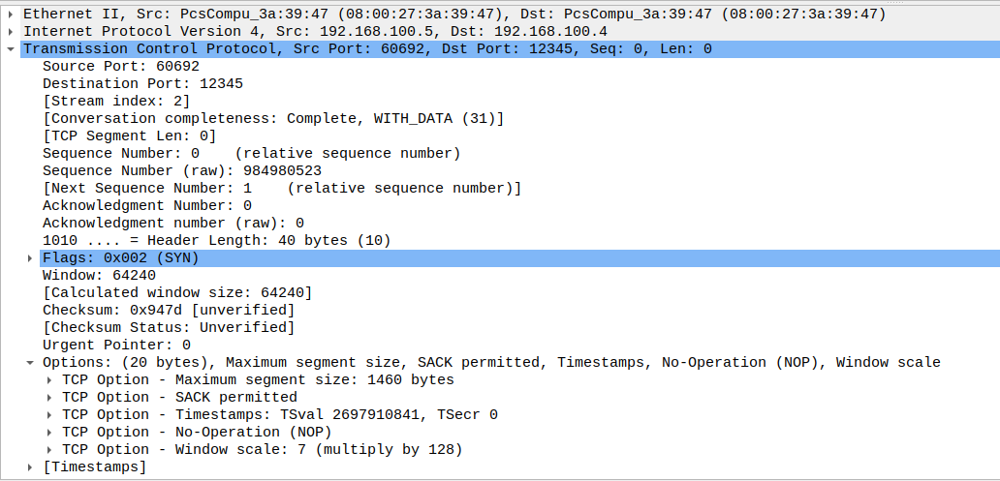 Ethernet II, Src: PcsCompu_3a:39:47 (08:00:27:3a:39:47), Dst: PcsCompu_3a:39:47 (08:00:27:3a:39:47)
Internet Protocol Version 4, Src: 192.168.100.5, Dst: 192.168.100.4
Transmission Control Protocol, Src Port: 60692, Dst Port: 12345, Seq: 0, Len: 0
Source Port: 60692
Destination Port: 12345
[Stream index: 2]
[Conversation completeness: Complete, WITH_DATA (31)]
[TCP Segment Len: 0]
Sequence Number: 0    (relative sequence number)
Sequence Number (raw): 984980523
[Next Sequence Number: 1    (relative sequence number)]
Acknowledgment Number: 0
Acknowledgment number (raw): 0
1010 .... = Header Length: 40 bytes (10)
Flags: 0x002 (SYN)
Window: 64240
[Calculated window size: 64240]
Checksum: 0x947d [unverified]
[Checksum Status: Unverified]
Urgent Pointer: 0
Options: (20 bytes), Maximum segment size, SACK permitted, Timestamps, No-Operation (NOP), Window scale
TCP Option - Maximum segment size: 1460 bytes
TCP Option - SACK permitted
TCP Option - Timestamps: TSval 2697910841, TSecr 0
TCP Option - No-Operation (NOP)
TCP Option - Window scale: 7 (multiply by 128)
[Timestamps]